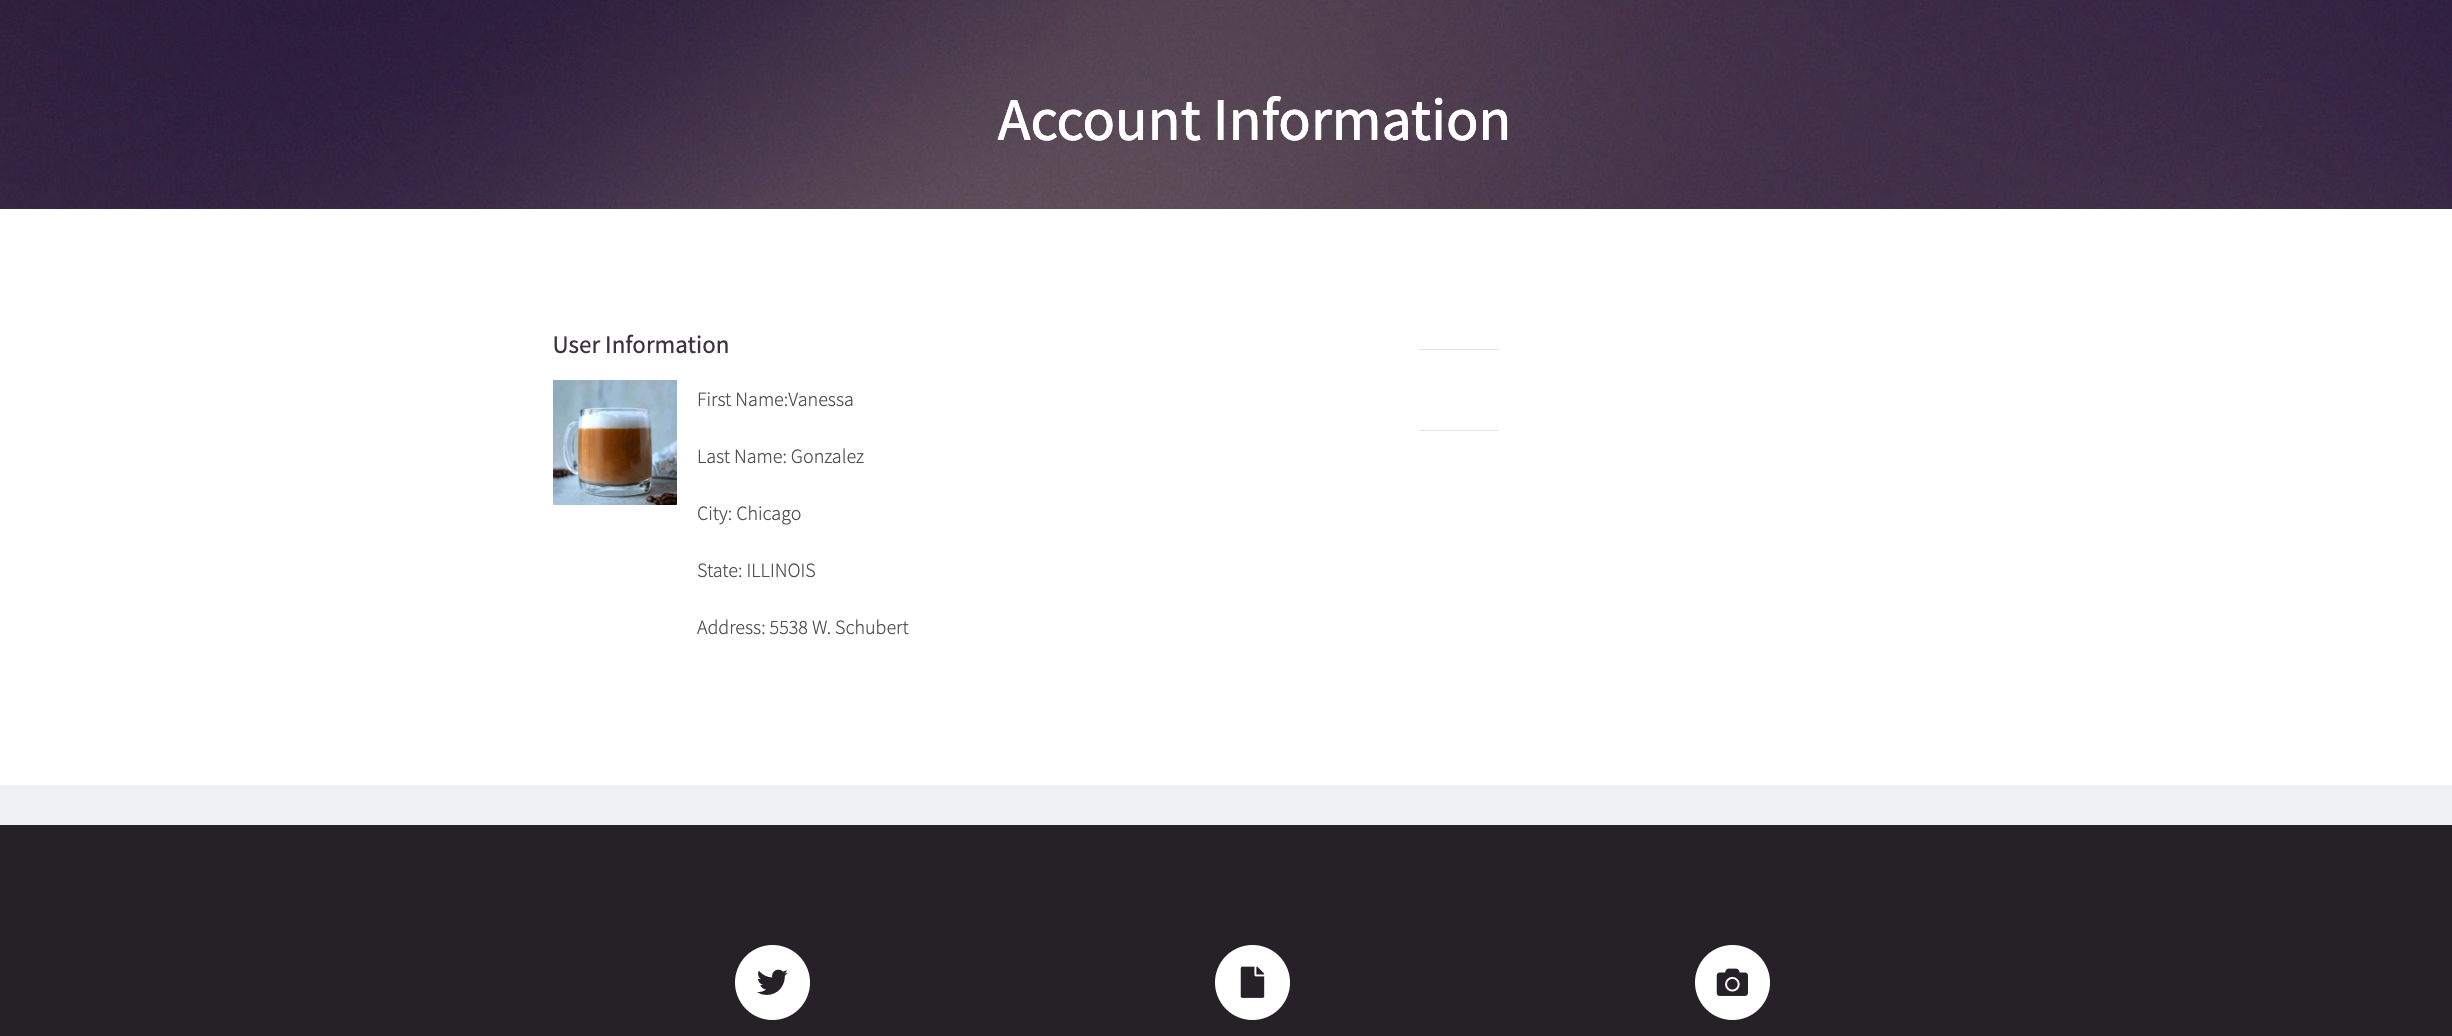 Account Information
User Information
First Name:Vanessa
Last Name: Gonzalez
City: Chicago
State: ILLINOIS
Address: 5538 W. Schubert